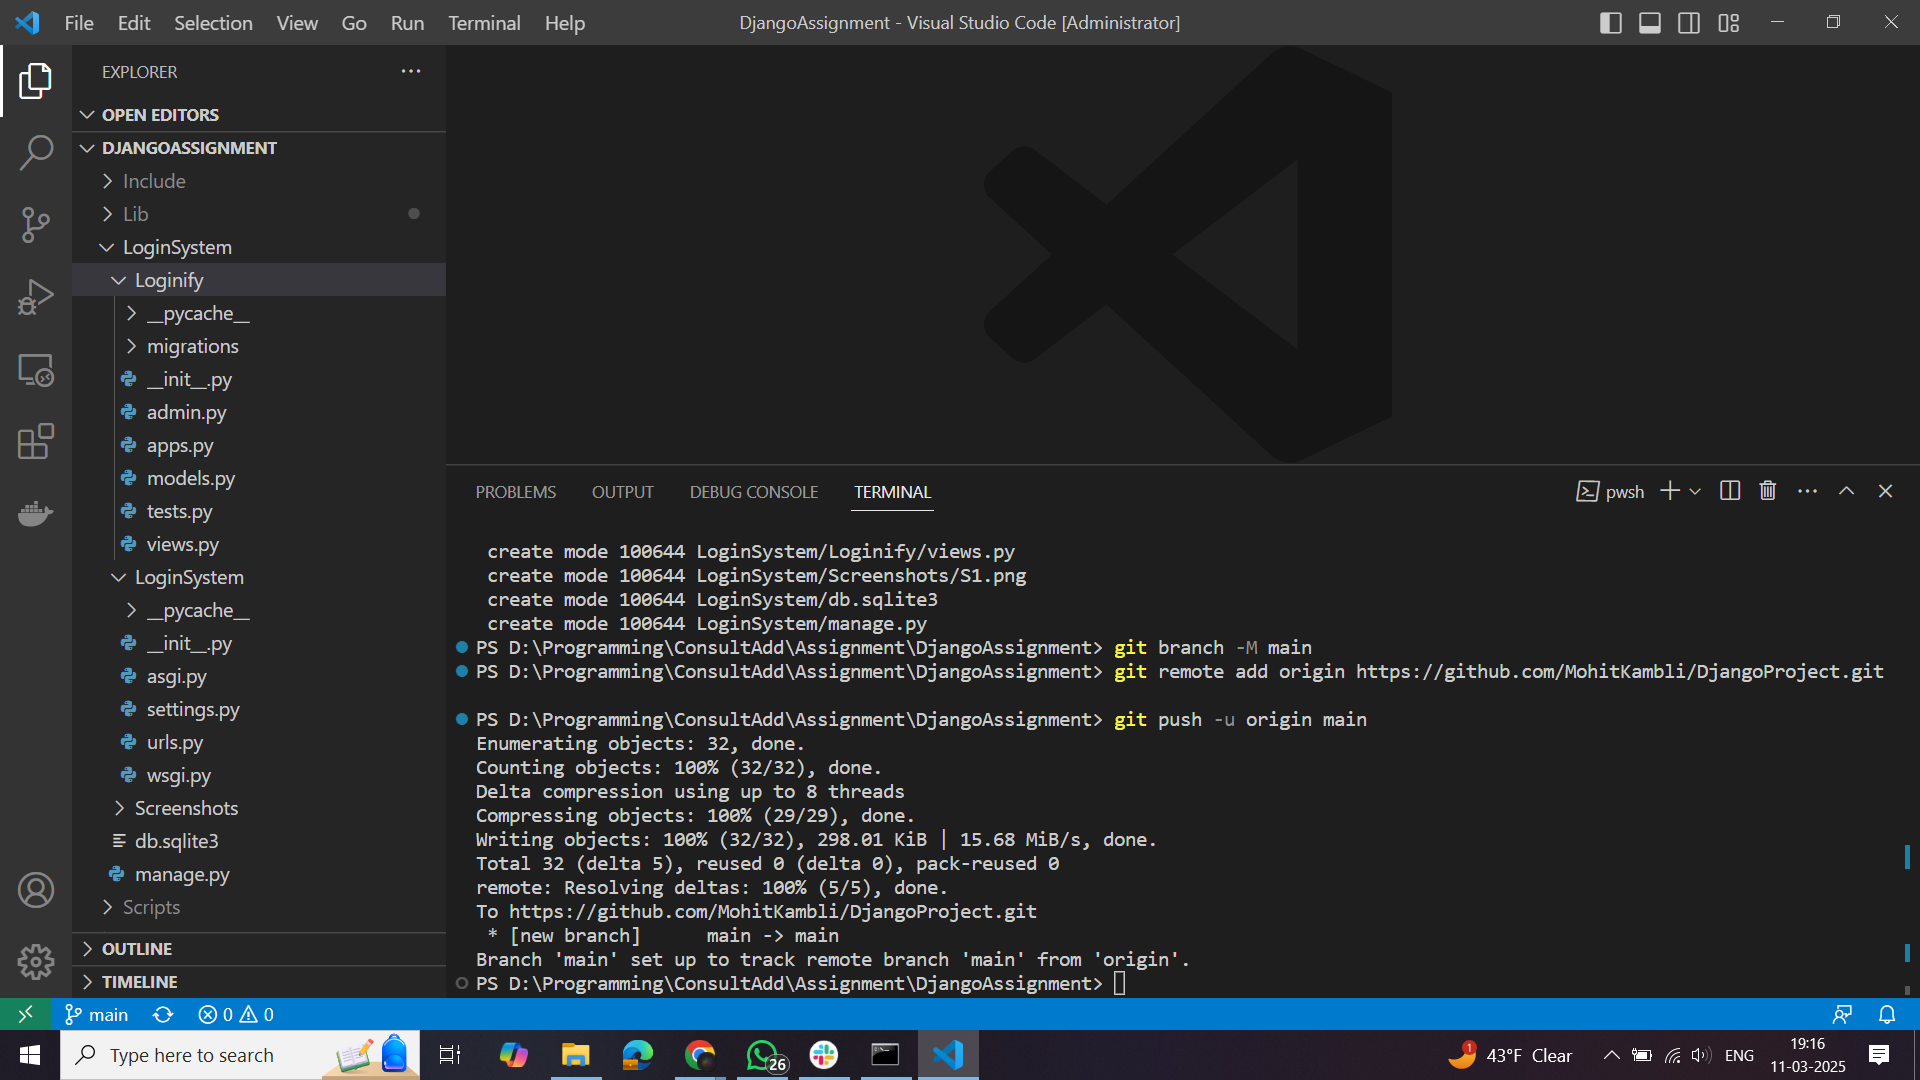 File Edit Selection View Go Run Terminal Help
DjangoAssignment - Visual Studio Code [Administrator]
EXPLORER
OPEN EDITORS
DJANGOASSIGNMENT
Include
Lib
LoginSystem
Loginify
__pycache__
migrations
__init__.py
admin.py
apps.py
models.py
tests.py
views.py
LoginSystem
__pycache__
__init__.py
asgi.py
settings.py
urls.py
wsgi.py
Screenshots
db.sqlite3
manage.py
Scripts
OUTLINE
TIMELINE
PROBLEMS OUTPUT DEBUG CONSOLE TERMINAL
pwsh
create mode 100644 LoginSystem/Loginify/views.py
create mode 100644 LoginSystem/Screenshots/S1.png
create mode 100644 LoginSystem/db.sqlite3
create mode 100644 LoginSystem/manage.py
PS D:\Programming\ConsultAdd\Assignment\DjangoAssignment> git branch -M main
PS D:\Programming\ConsultAdd\Assignment\DjangoAssignment> git remote add origin https://github.com/MohitKambli/DjangoProject.git
PS D:\Programming\ConsultAdd\Assignment\DjangoAssignment> git push -u origin main
Enumerating objects: 32, done.
Counting objects: 100% (32/32), done.
Delta compression using up to 8 threads
Compressing objects: 100% (29/29), done.
Writing objects: 100% (32/32), 298.01 KiB | 15.68 MiB/s, done.
Total 32 (delta 5), reused 0 (delta 0), pack-reused 0
remote: Resolving deltas: 100% (5/5), done.
To https://github.com/MohitKambli/DjangoProject.git
* [new branch] main -> main
Branch 'main' set up to track remote branch 'main' from 'origin'.
PS D:\Programming\ConsultAdd\Assignment\DjangoAssignment>
main 0 0
Type here to search
26
1
43°F Clear
ENG
19:16
11-03-2025